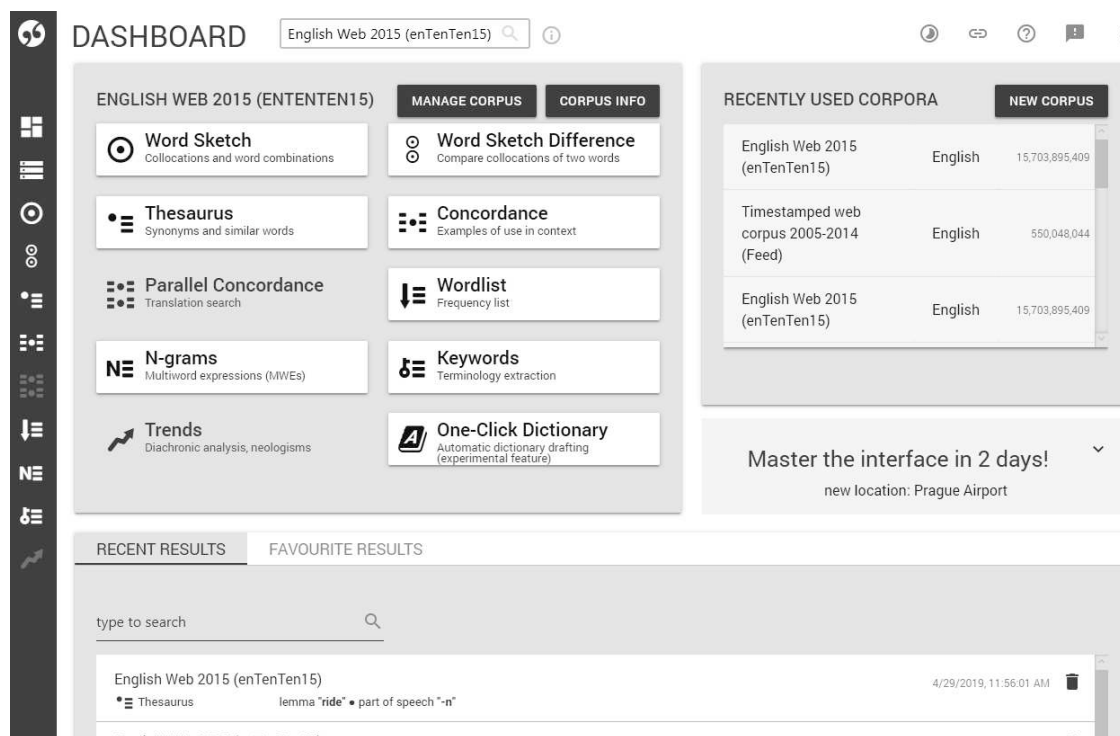 DASHBOARD
English Web 2015 (enTenTen15)
ENGLISH WEB 2015 (ENTENTEN15)
MANAGE CORPUS
CORPUS INFO
Word Sketch
Collocations and word combinations
Word Sketch Difference
Compare collocations of two words
Thesaurus
Synonyms and similar words
Concordance
Examples of use in context
Parallel Concordance
Translation search
Wordlist
Frequency list
N-grams
Multiword expressions (MWEs)
Keywords
Terminology extraction
Trends
Diachronic analysis, neologisms
One-Click Dictionary
Automatic dictionary drafting
(experimental feature)
RECENTLY USED CORPORA
NEW CORPUS
English Web 2015
(enTenTen15)
English
15,703,895,409
Timestamped web
corpus 2005-2014
(Feed)
English
550,048,044
English Web 2015
(enTenTen15)
English
15,703,895,409
Master the interface in 2 days!
new location: Prague Airport
RECENT RESULTS
FAVOURITE RESULTS
type to search
English Web 2015 (enTenTen15)
4/29/2019, 11:56:01 AM
Thesaurus
lemma "ride" • part of speech "-n"